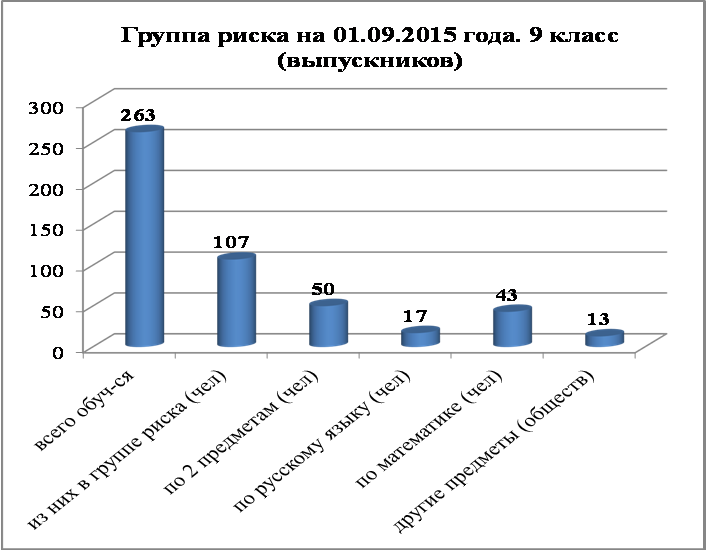 Группа риска на 01.09.2015 года. 9 класс
(выпускников)
300
250
200
150
100
50
0
263
107
50
17
43
13
всего обуч-ся
из них в группе риска (чел)
по 2 предметам (чел)
по русскому языку (чел)
по математике (чел)
другие предметы (обществ)